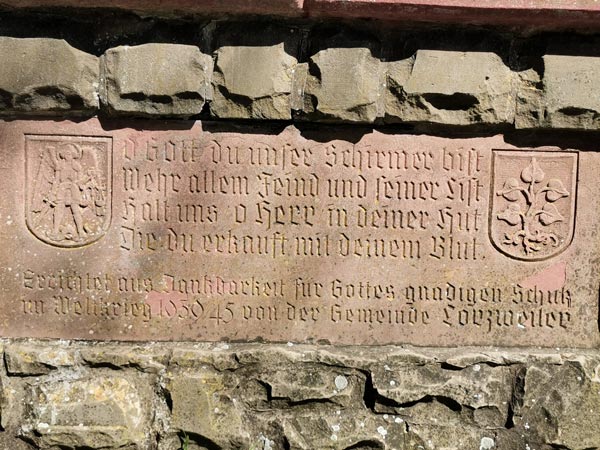 O Gott du unser Schirmer bist
Wehr allem Feind und seiner List
Halt uns o Herr in deiner Hut
Die du erkauft mit deinem Blut.
Errichtet aus Dankbarkeit für Gottes gnädigen Schutz
im Weltkrieg 1939/45 von der Gemeinde Lörzweiler